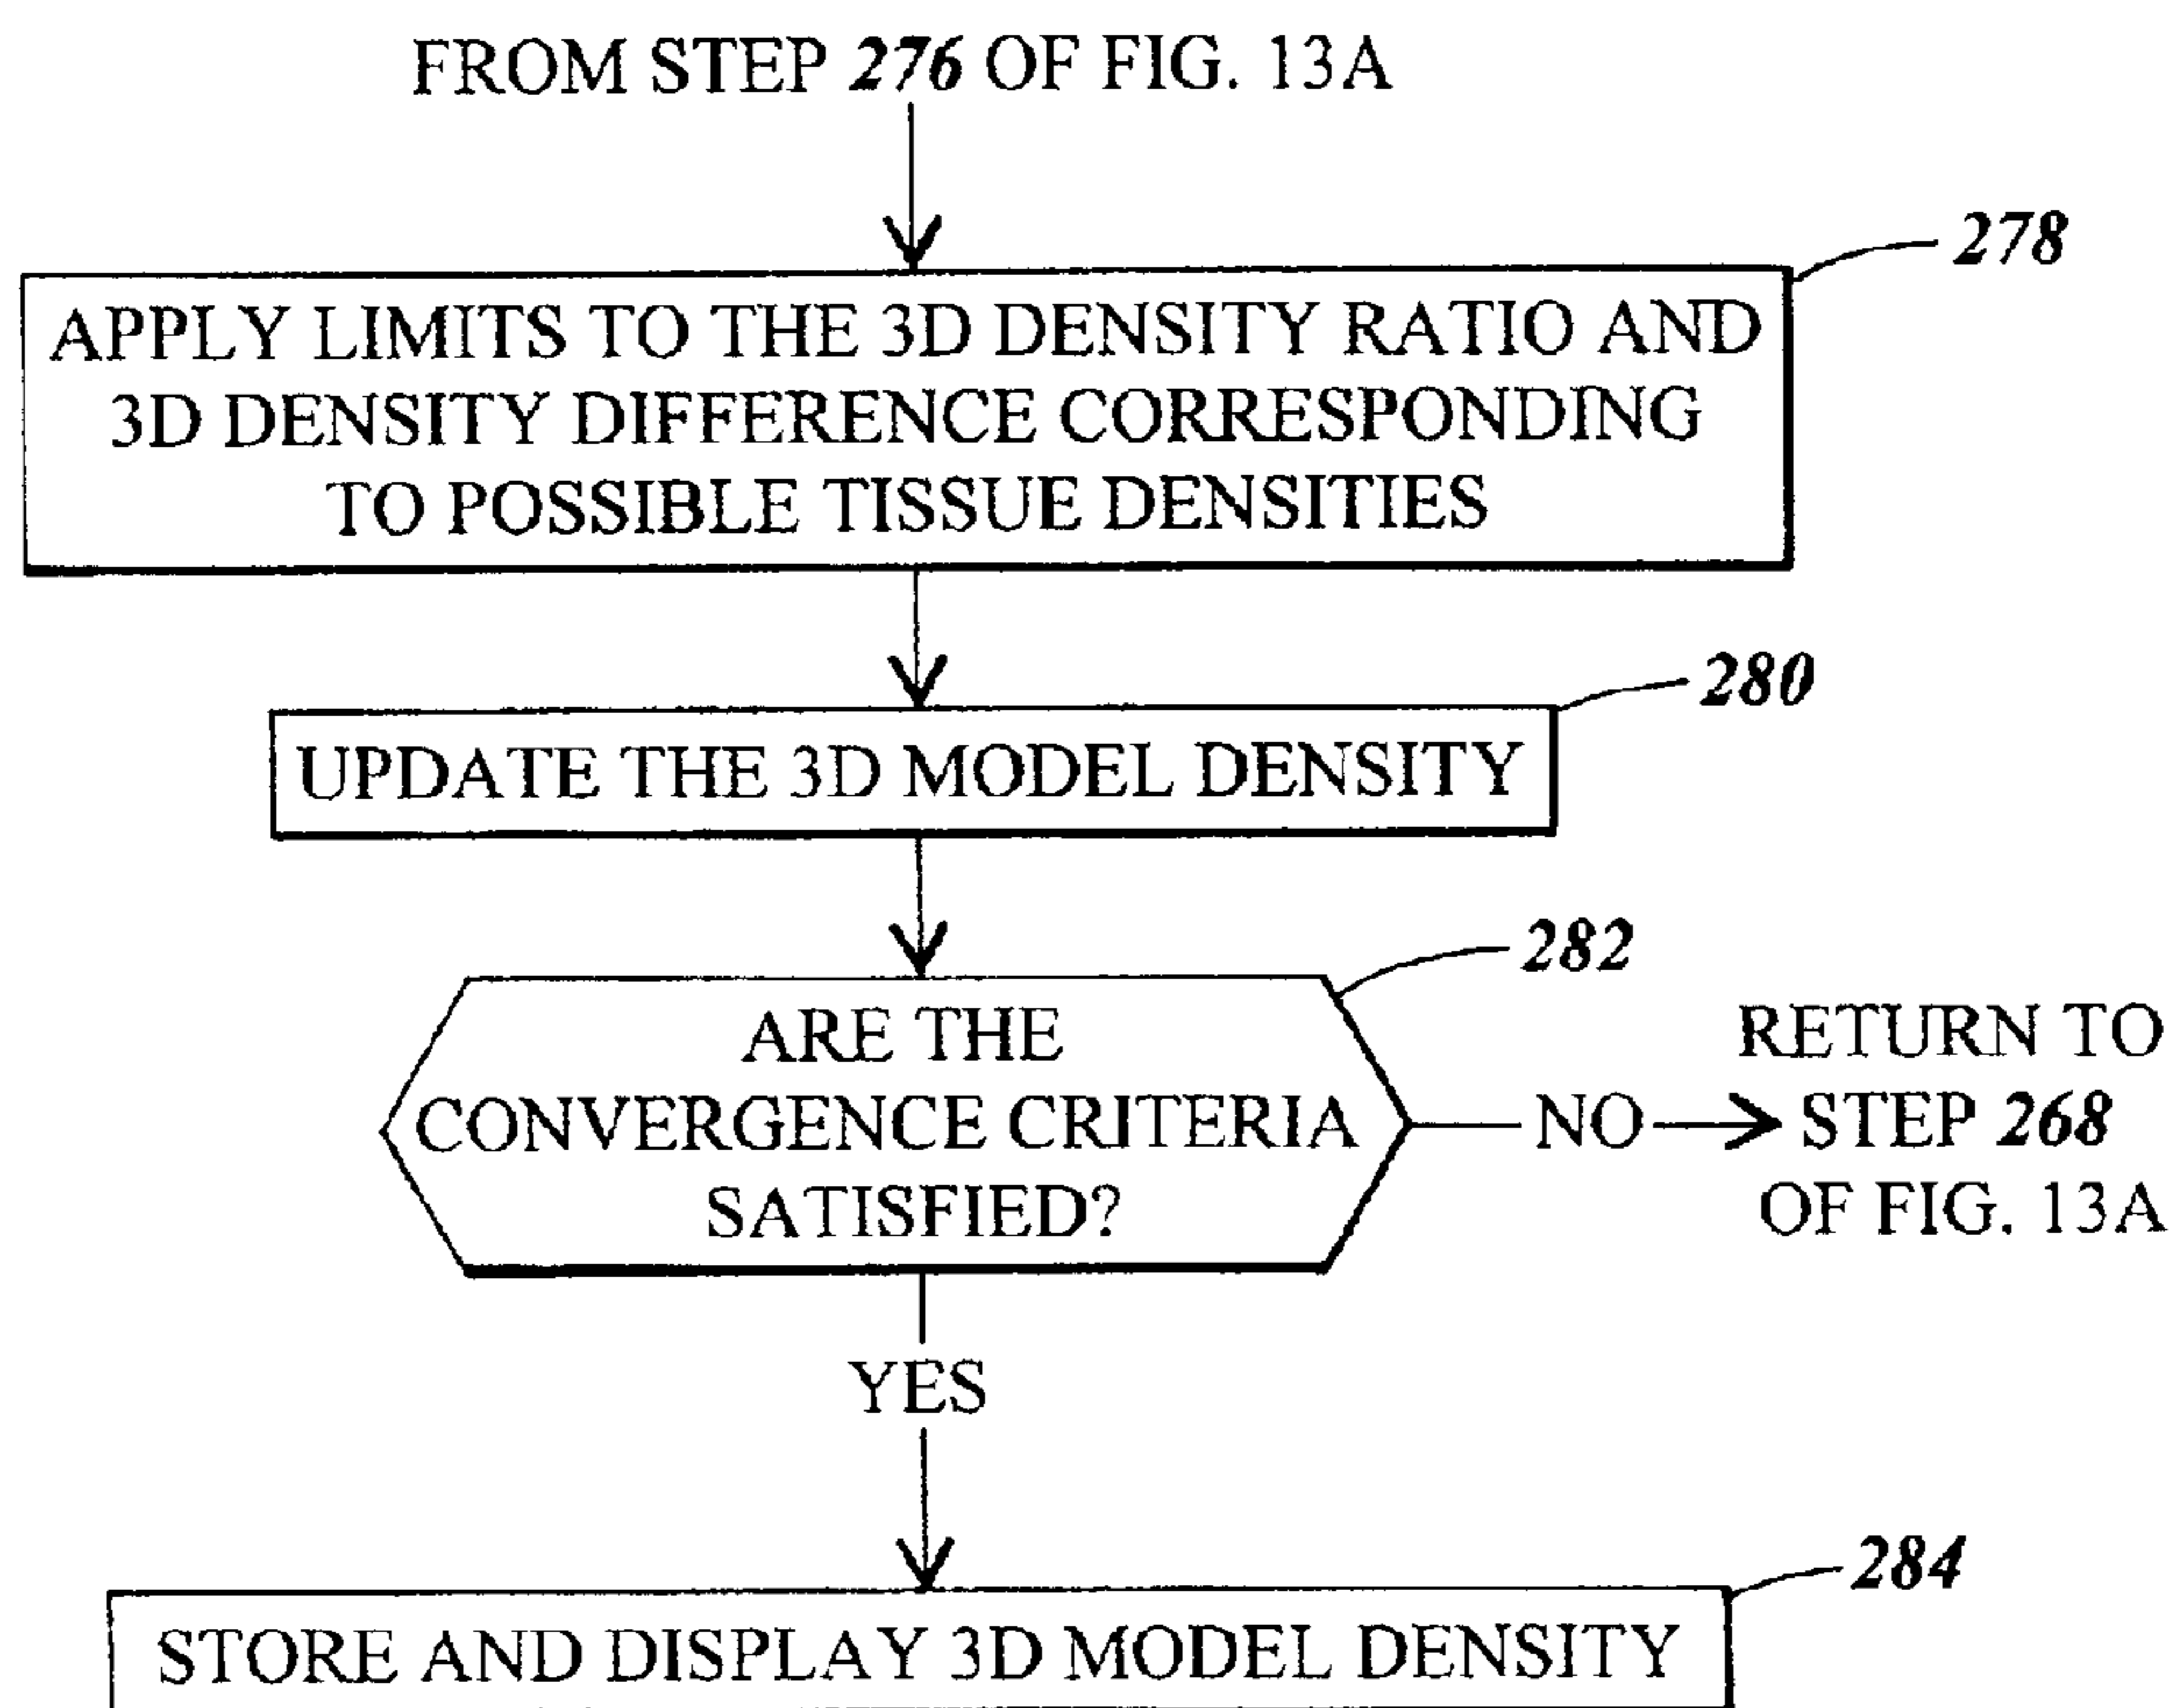 FROM STEP 276 OF FIG. 13A
278
APPLY LIMITS TO THE 3D DENSITY RATIO AND
3D DENSITY DIFFERENCE CORRESPONDING
TO POSSIBLE TISSUE DENSITIES
280
UPDATE THE 3D MODEL DENSITY
282
ARE THE
CONVERGENCE CRITERIA
SATISFIED?
NO
RETURN TO
STEP 268
OF FIG. 13A
YES
284
STORE AND DISPLAY 3D MODEL DENSITY